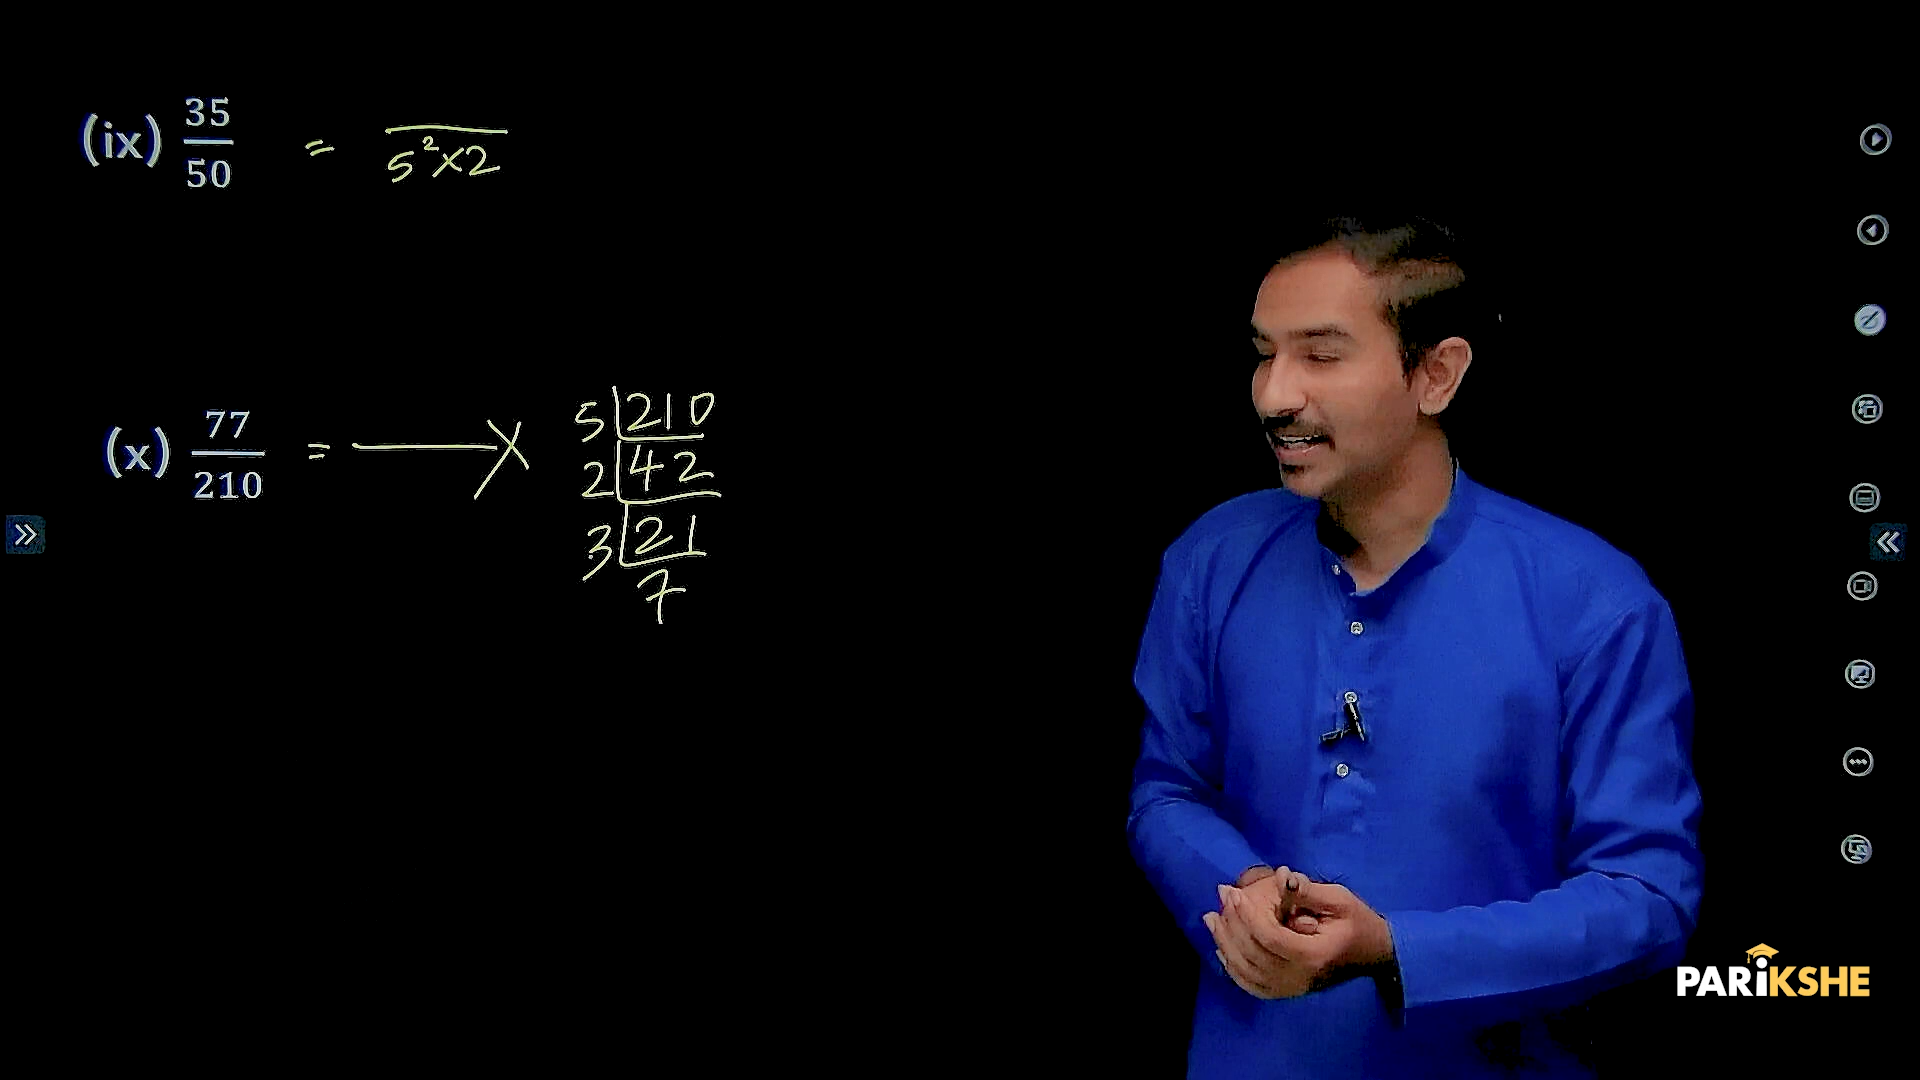 (ix) 35/50 = /5²×2
(x) 77/210 = ✗
5|210
2|42
3|21
7
PARiKSHE